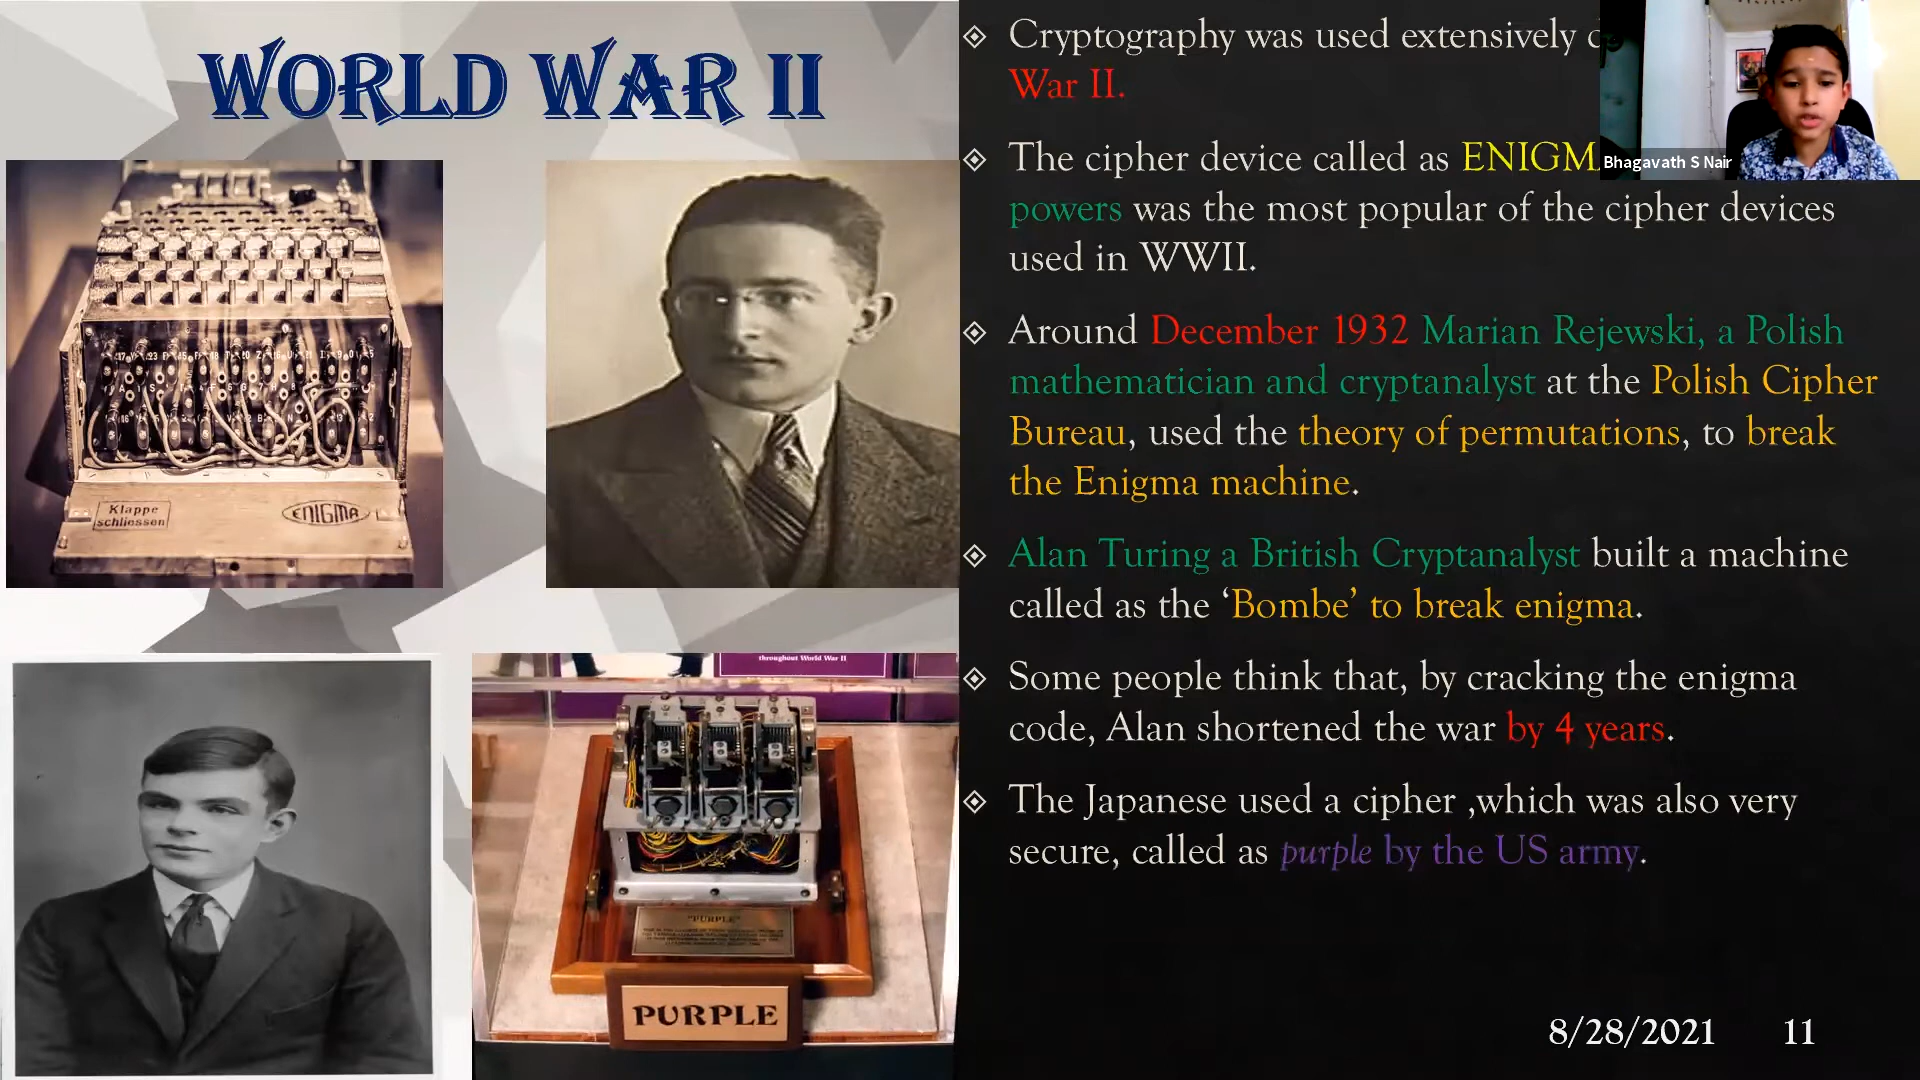 WORLD WAR II
Cryptography was used extensively
War II.
The cipher device called as ENIGM
powers was the most popular of the cipher devices
used in WWII.
Around December 1932 Marian Rejewski, a Polish
mathematician and cryptanalyst at the Polish Cipher
Bureau, used the theory of permutations, to break
the Enigma machine.
Alan Turing a British Cryptanalyst built a machine
called as the ‘Bombe’ to break enigma.
Some people think that, by cracking the enigma
code, Alan shortened the war by 4 years.
The Japanese used a cipher ,which was also very
secure, called as purple by the US army.
8/28/2021 11
Bhagavath S Nair
Klappe
schliessen
ENIGMA
throughout World War II
"PURPLE"
PURPLE